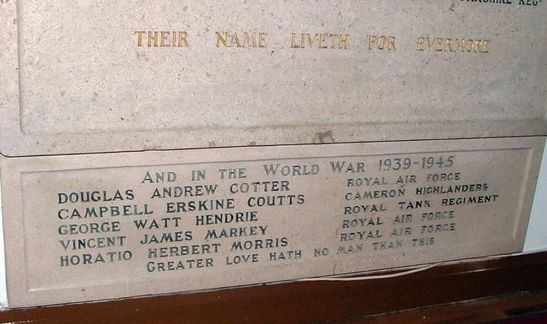 THEIR NAME LIVETH FOR EVERMORE
AND IN THE WORLD WAR 1939-1945
DOUGLAS ANDREW COTTER ROYAL AIR FORCE
CAMPBELL ERSKINE COUTTS CAMERON HIGHLANDERS
GEORGE WATT HENDRIE ROYAL TANK REGIMENT
VINCENT JAMES MARKEY ROYAL AIR FORCE
HORATIO HERBERT MORRIS ROYAL AIR FORCE
GREATER LOVE HATH NO MAN THAN THIS